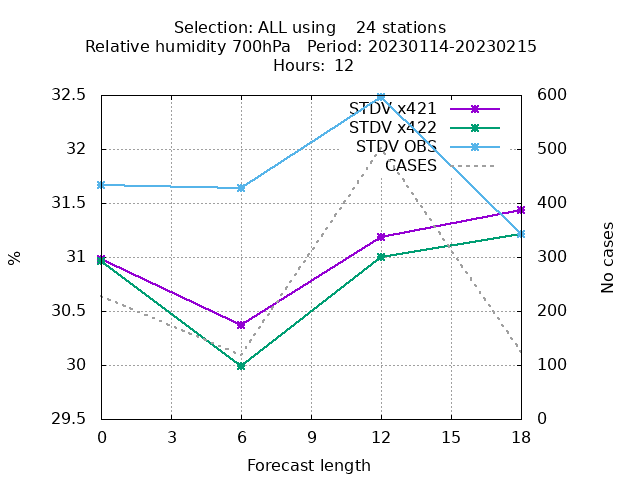 Selection: ALL using    24 stations
Relative humidity 700hPa   Period: 20230114-20230215
Hours: 12
32.5
32
31.5
31
30.5
30
29.5
600
500
400
300
200
100
0
STDV x421
STDV x422
STDV OBS
CASES
%
No cases
0 3 6 9 12 15 18
Forecast length